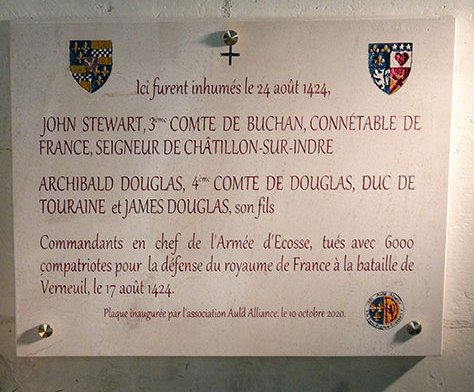 Ici furent inhumés le 24 août 1424,
JOHN STEWART, 3ème COMTE DE BUCHAN, CONNÉTABLE DE
FRANCE, SEIGNEUR DE CHÂTILLON-SUR-INDRE
ARCHIBALD DOUGLAS, 4ème COMTE DE DOUGLAS, DUC DE
TOURAINE et JAMES DOUGLAS, son fils
Commandants en chef de l'Armée d'Ecosse, tués avec 6000
compatriotes pour la défense du royaume de France à la bataille de
Verneuil, le 17 août 1424.
Plaque inaugurée par l'association Auld Alliance. le 10 octobre 2020.